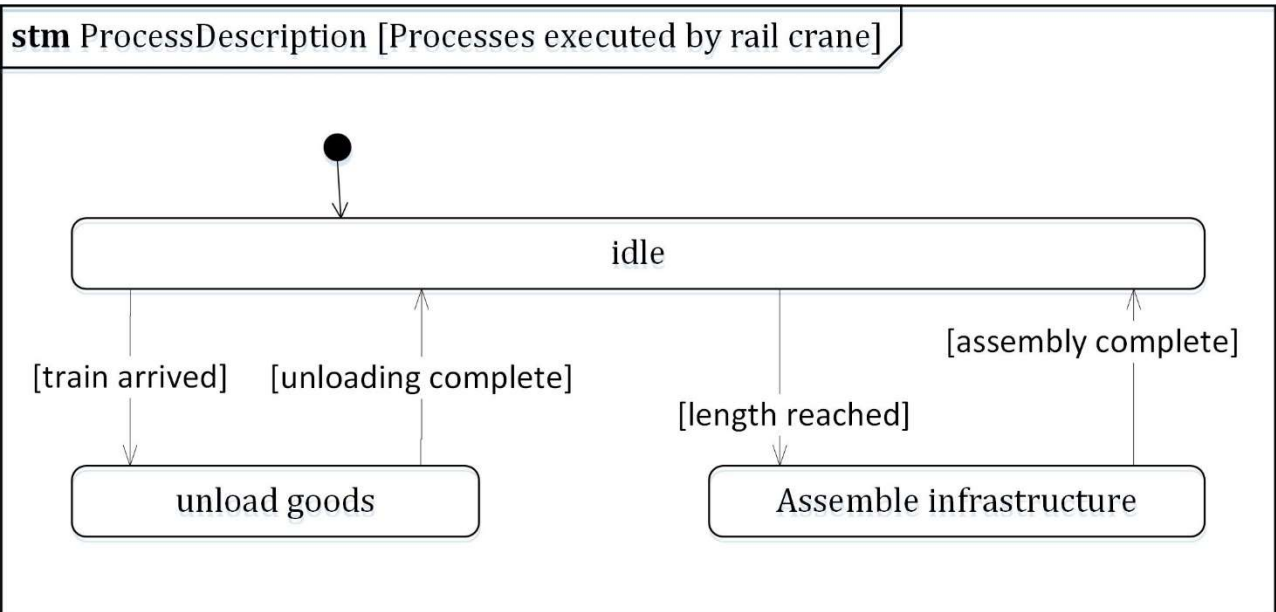 stm ProcessDescription [Processes executed by rail crane]
idle
[assembly complete]
[train arrived] [unloading complete]
[length reached]
unload goods
Assemble infrastructure